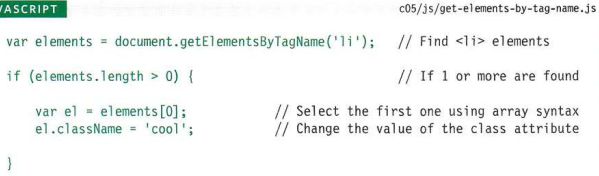 VASCRIPT c05/js/get-elements-by-tag-name.js
var elements = document.getElementsByTagName('li'); // Find <li> elements
if (elements.length > 0) { // If 1 or more are found
var el = elements[0]; // Select the first one using array syntax
el.className = 'cool'; // Change the value of the class attribute
}